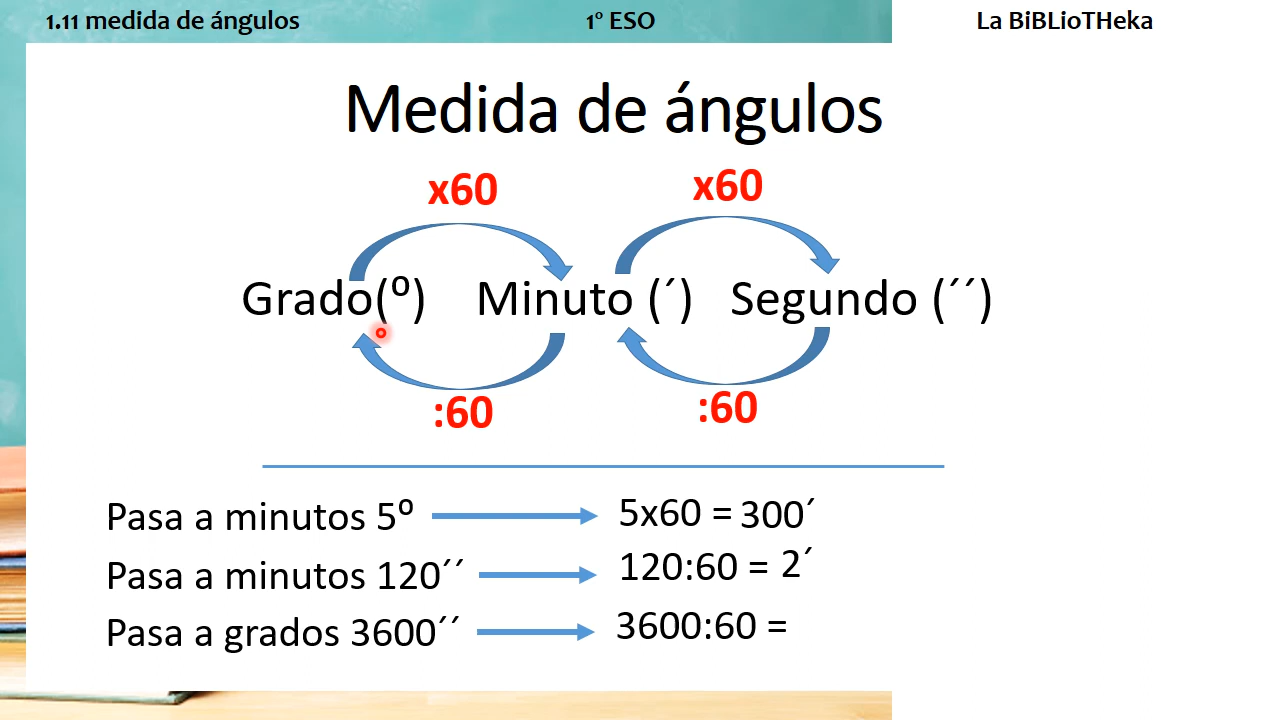 1.11 medida de ángulos 1º ESO La BiBLioTHeka
Medida de ángulos
x60 x60
Grado(º) Minuto (´) Segundo (´´)
:60 :60
Pasa a minutos 5º 5x60 = 300´
Pasa a minutos 120´´ 120:60 = 2´
Pasa a grados 3600´´ 3600:60 =